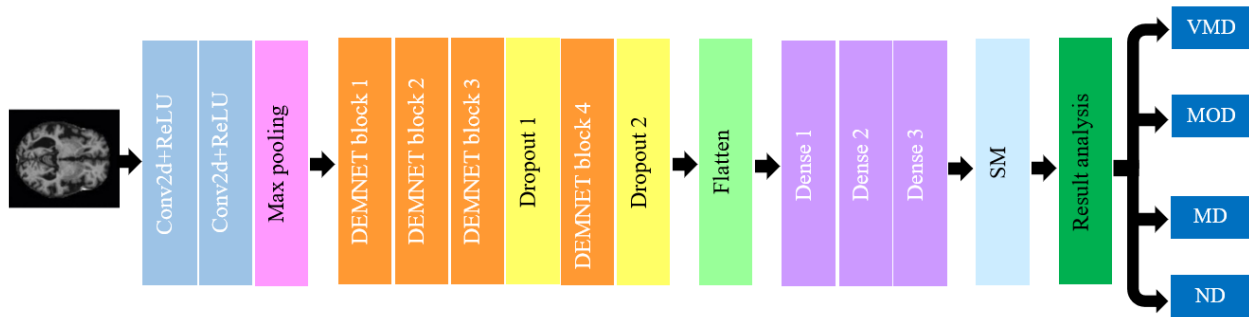 Conv2d+ReLU
Conv2d+ReLU
Max pooling
DEMNET block 1
DEMNET block 2
DEMNET block 3
Dropout 1
DEMNET block 4
Dropout 2
Flatten
Dense 1
Dense 2
Dense 3
SM
Result analysis
VMD
MOD
MD
ND